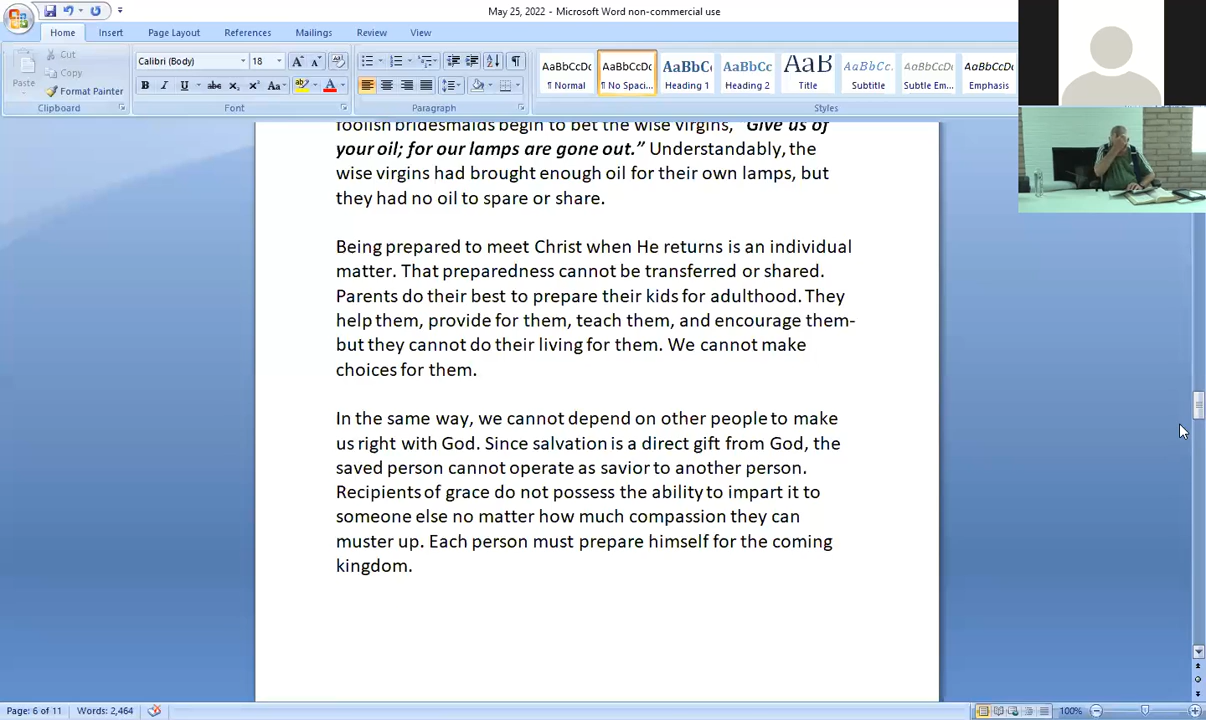 May 25, 2022 - Microsoft Word non-commercial use
Home Insert Page Layout References Mailings Review View
Cut
Copy
Paste
Format Painter
Clipboard
Calibri (Body) 18
Font
Paragraph
AaBbCcDc AaBbCcDc AaBbC AaBbCc AaB AaBbCc. AaBbCcDc AaBbCcDc
¶ Normal ¶ No Spaci... Heading 1 Heading 2 Title Subtitle Subtle Em... Emphasis
Styles
foolish bridesmaids begin to bet the wise virgins, "Give us of
your oil; for our lamps are gone out." Understandably, the
wise virgins had brought enough oil for their own lamps, but
they had no oil to spare or share.
Being prepared to meet Christ when He returns is an individual
matter. That preparedness cannot be transferred or shared.
Parents do their best to prepare their kids for adulthood. They
help them, provide for them, teach them, and encourage them-
but they cannot do their living for them. We cannot make
choices for them.
In the same way, we cannot depend on other people to make
us right with God. Since salvation is a direct gift from God, the
saved person cannot operate as savior to another person.
Recipients of grace do not possess the ability to impart it to
someone else no matter how much compassion they can
muster up. Each person must prepare himself for the coming
kingdom.
Page: 6 of 11 Words: 2,464 100%